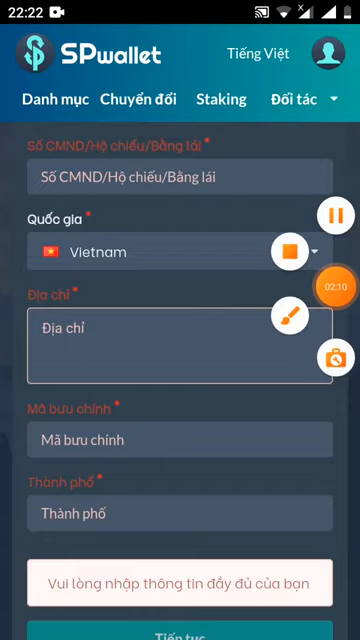 22:22
SPwallet
Tiếng Việt
Danh mục Chuyển đổi Staking Đối tác
Số CMND/Hộ chiếu/Bằng lái *
Số CMND/Hộ chiếu/Bằng lái
Quốc gia *
Vietnam
02:10
Địa chỉ *
Địa chỉ
Mã bưu chính *
Mã bưu chính
Thành phố *
Thành phố
Vui lòng nhập thông tin đầy đủ của bạn
Tiếp tục